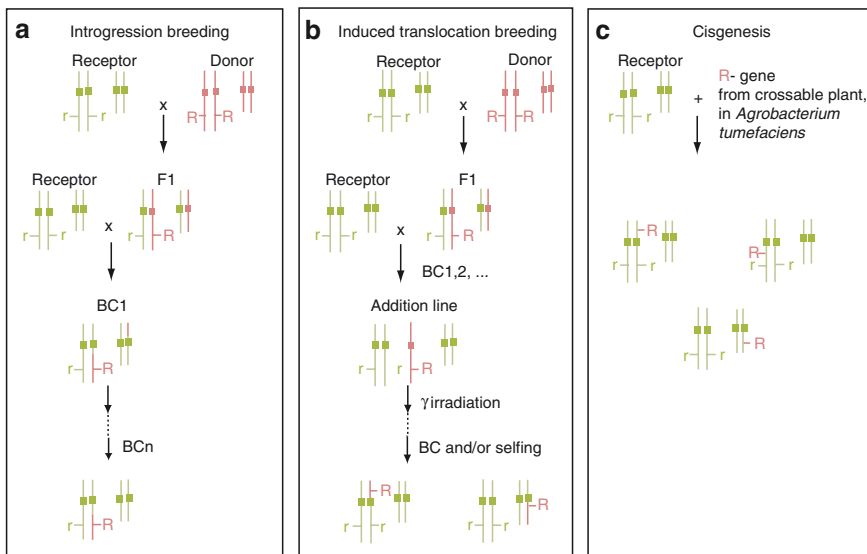 a Introgression breeding
Receptor Donor
x
r r R R
Receptor F1
x
r r r R
BC1
r R
BCn
r R
b Induced translocation breeding
Receptor Donor
x
r r R R
Receptor F1
x
r r r R
BC1,2, ...
Addition line
r r R
γ irradiation
BC and/or selfing
R
R
r r r r
c Cisgenesis
Receptor
R- gene
+ from crossable plant,
r r in Agrobacterium
tumefaciens
R
R
r r r
R
r r